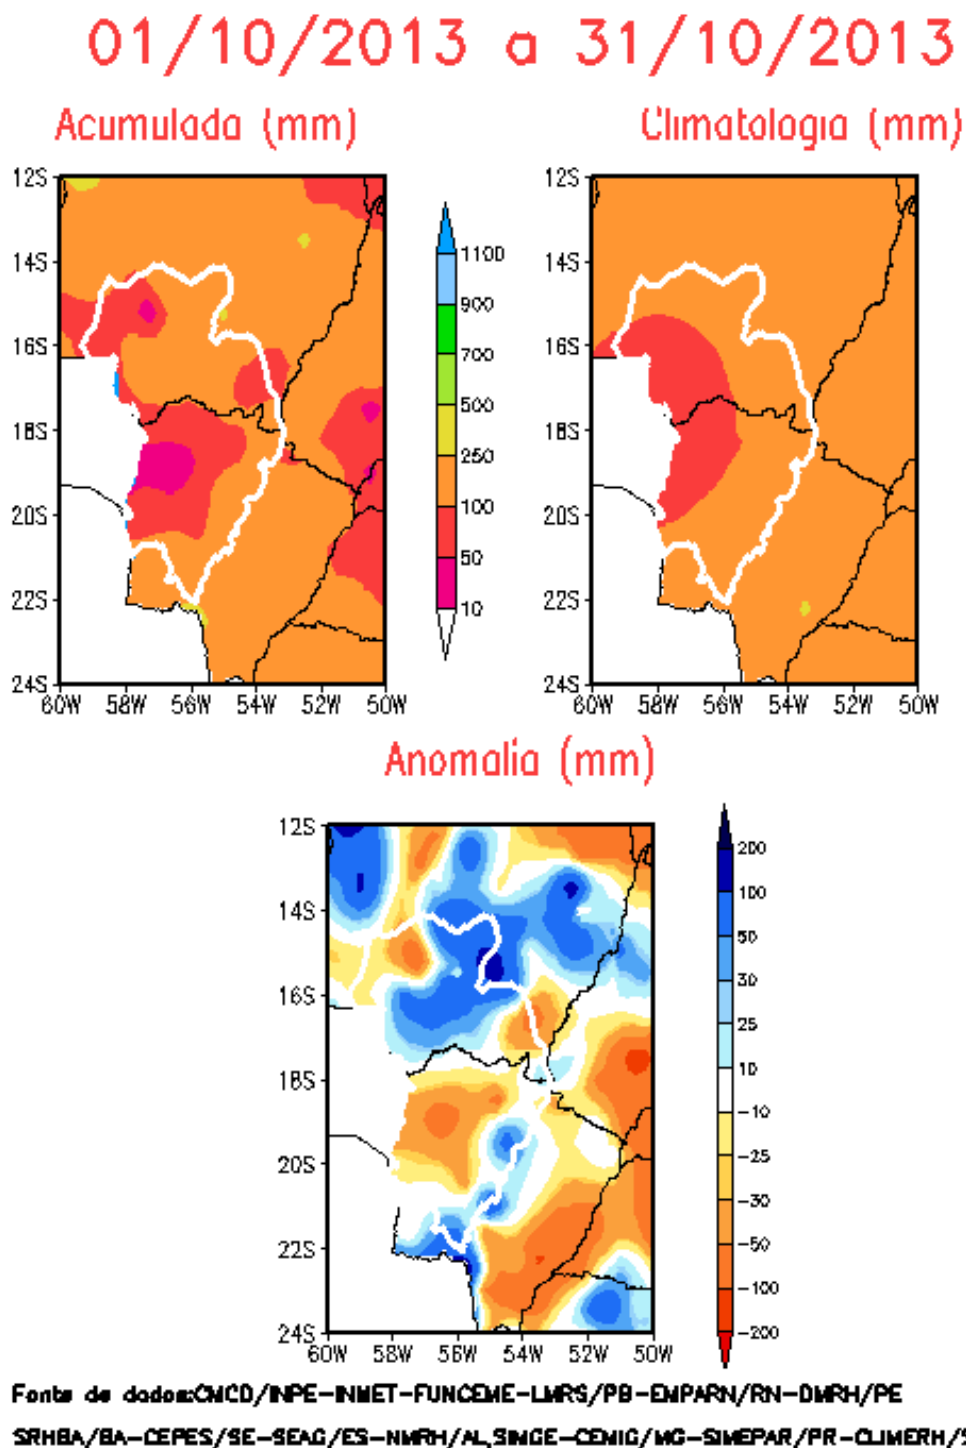 01/10/2013 a 31/10/2013
Acumulada (mm)
Climatologia (mm)
12S
14S
16S
18S
20S
22S
24S
60W 58W 56W 54W 52W 50W
1100
900
700
500
250
100
50
10
12S
14S
16S
18S
20S
22S
24S
60W 58W 56W 54W 52W 50W
Anomalia (mm)
12S
14S
16S
18S
20S
22S
24S
60W 58W 56W 54W 52W 50W
200
100
50
30
25
10
-10
-25
-30
-50
-100
-200
Fonte de dados:CMCD/INPE-INMET-FUNCEME-LMRS/PB-EMPARN/RN-DMRH/PE
SRHBA/BA-CEPES/SE-SEAG/ES-NMRH/AL,SIMGE-CEMIG/MG-SIMEPAR/PR-CLIMERH/S